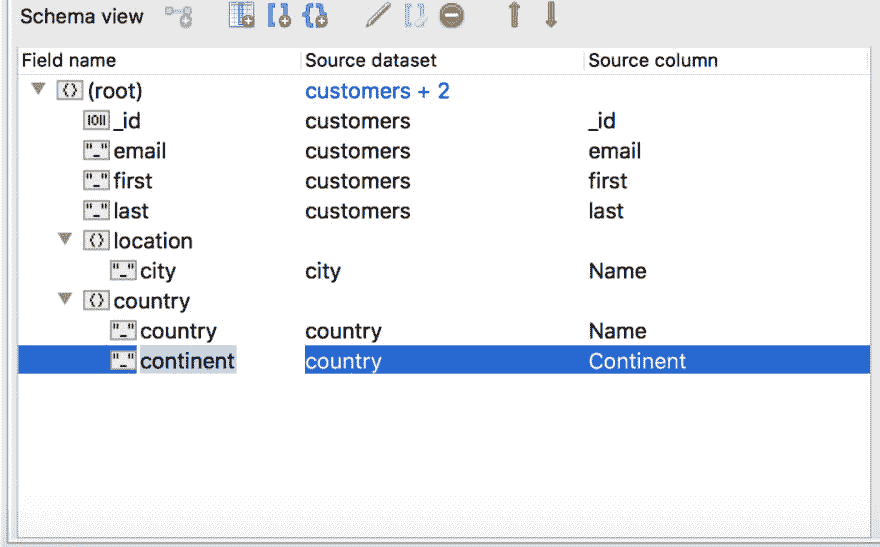 Schema view
Field name Source dataset Source column
(root) customers + 2
_id customers _id
email customers email
first customers first
last customers last
location
city city Name
country
country country Name
continent country Continent